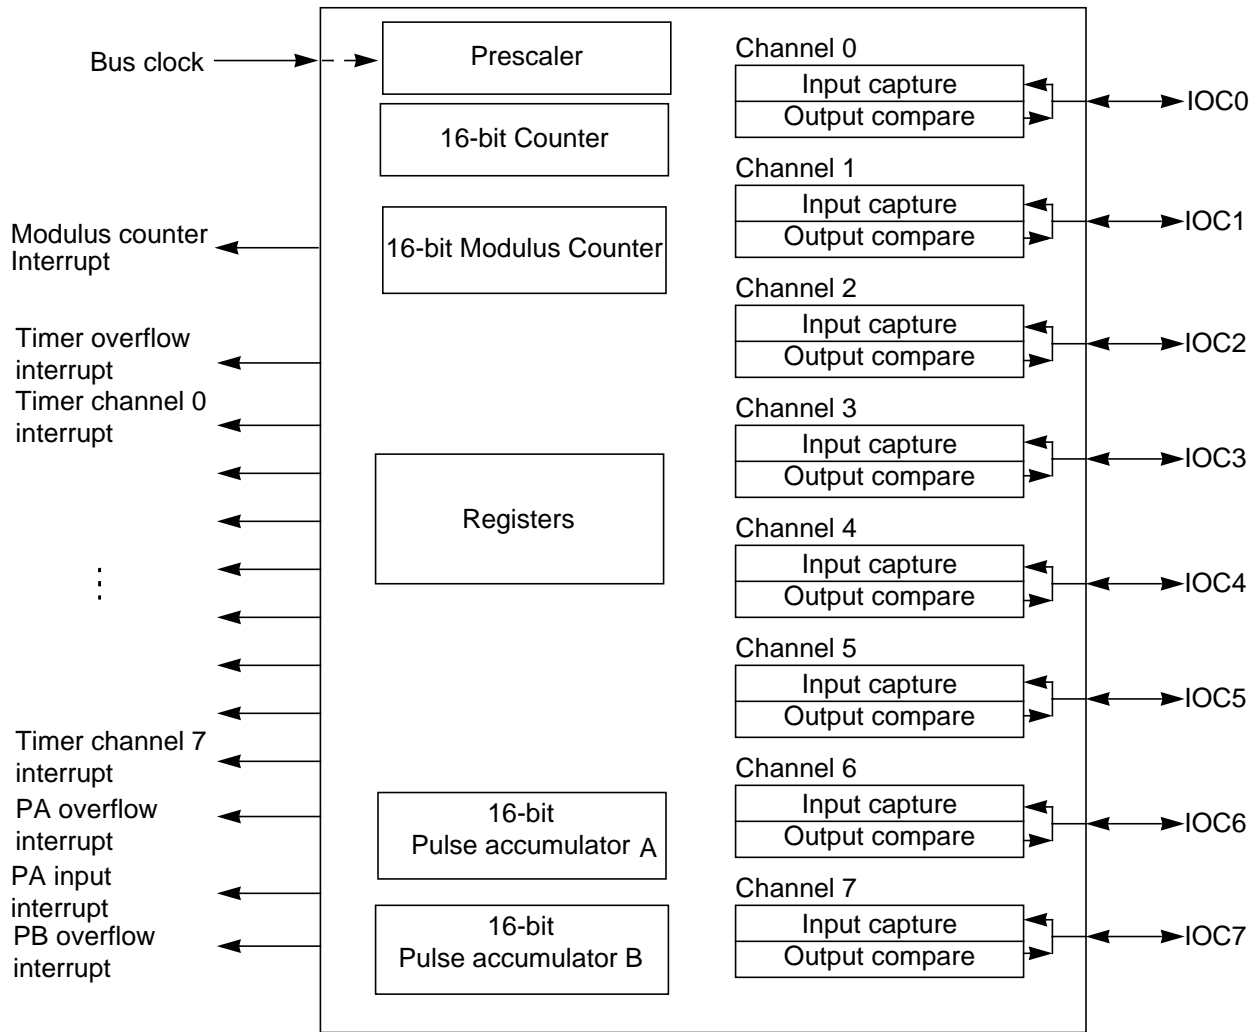 Bus clock
Modulus counter
Interrupt
Timer overflow
interrupt
Timer channel 0
interrupt
Timer channel 7
interrupt
PA overflow
interrupt
PA input
interrupt
PB overflow
interrupt
Prescaler
16-bit Counter
16-bit Modulus Counter
Registers
16-bit
Pulse accumulator A
16-bit
Pulse accumulator B
Channel 0
Input capture
Output compare
IOC0
Channel 1
Input capture
Output compare
IOC1
Channel 2
Input capture
Output compare
IOC2
Channel 3
Input capture
Output compare
IOC3
Channel 4
Input capture
Output compare
IOC4
Channel 5
Input capture
Output compare
IOC5
Channel 6
Input capture
Output compare
IOC6
Channel 7
Input capture
Output compare
IOC7